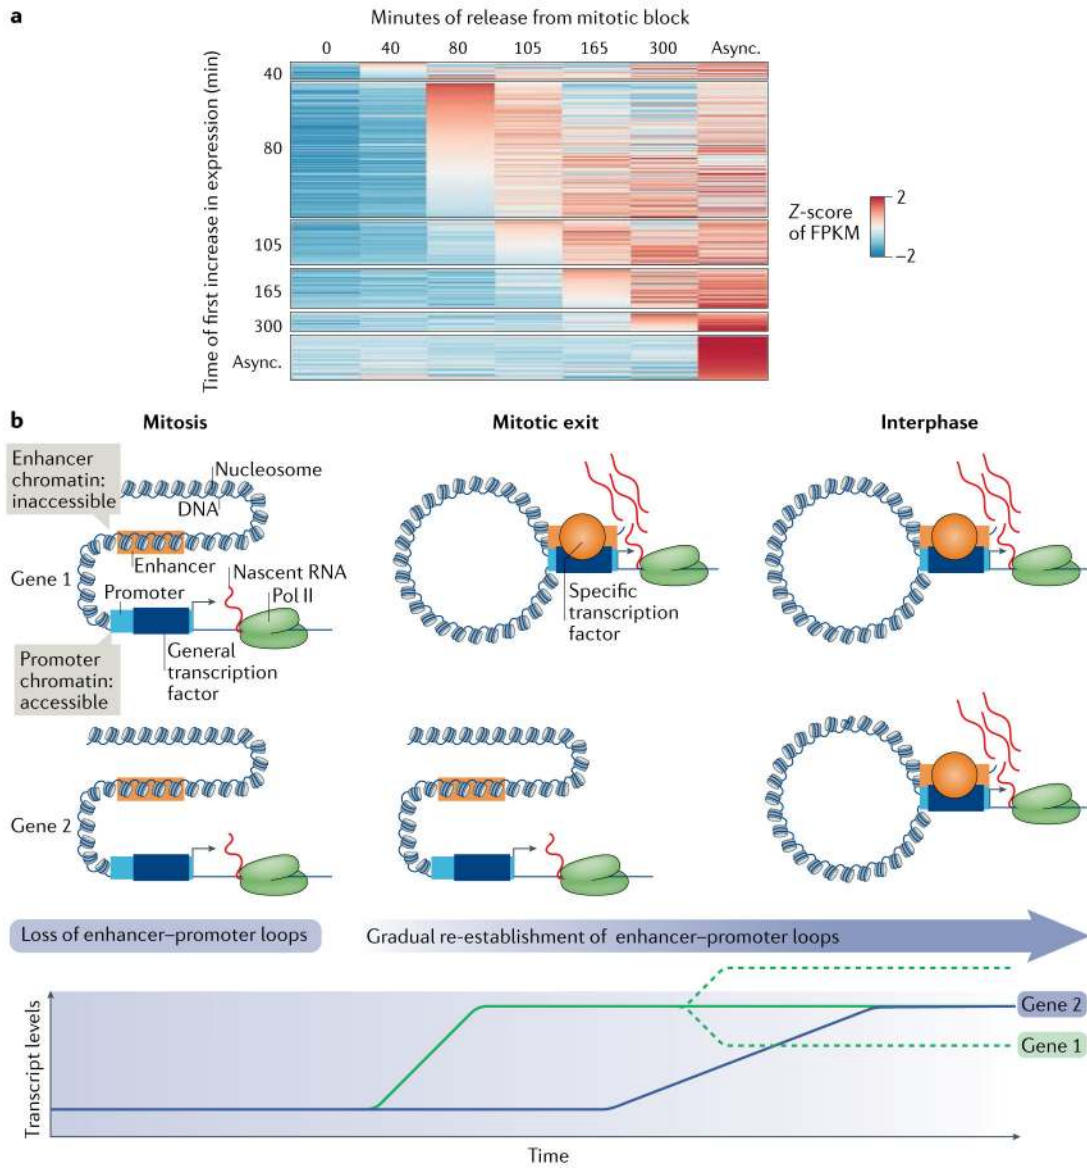 a
Minutes of release from mitotic block
0 40 80 105 165 300 Async.
Time of first increase in expression (min)
40
80
105
165
300
Async.
Z-score
of FPKM
2
–2
b
Mitosis
Mitotic exit
Interphase
Enhancer
chromatin:
inaccessible
Nucleosome
DNA
Enhancer
Gene 1
Promoter
Nascent RNA
Pol II
General
transcription
factor
Promoter
chromatin:
accessible
Specific
transcription
factor
Gene 2
Loss of enhancer–promoter loops
Gradual re-establishment of enhancer–promoter loops
Transcript levels
Gene 2
Gene 1
Time